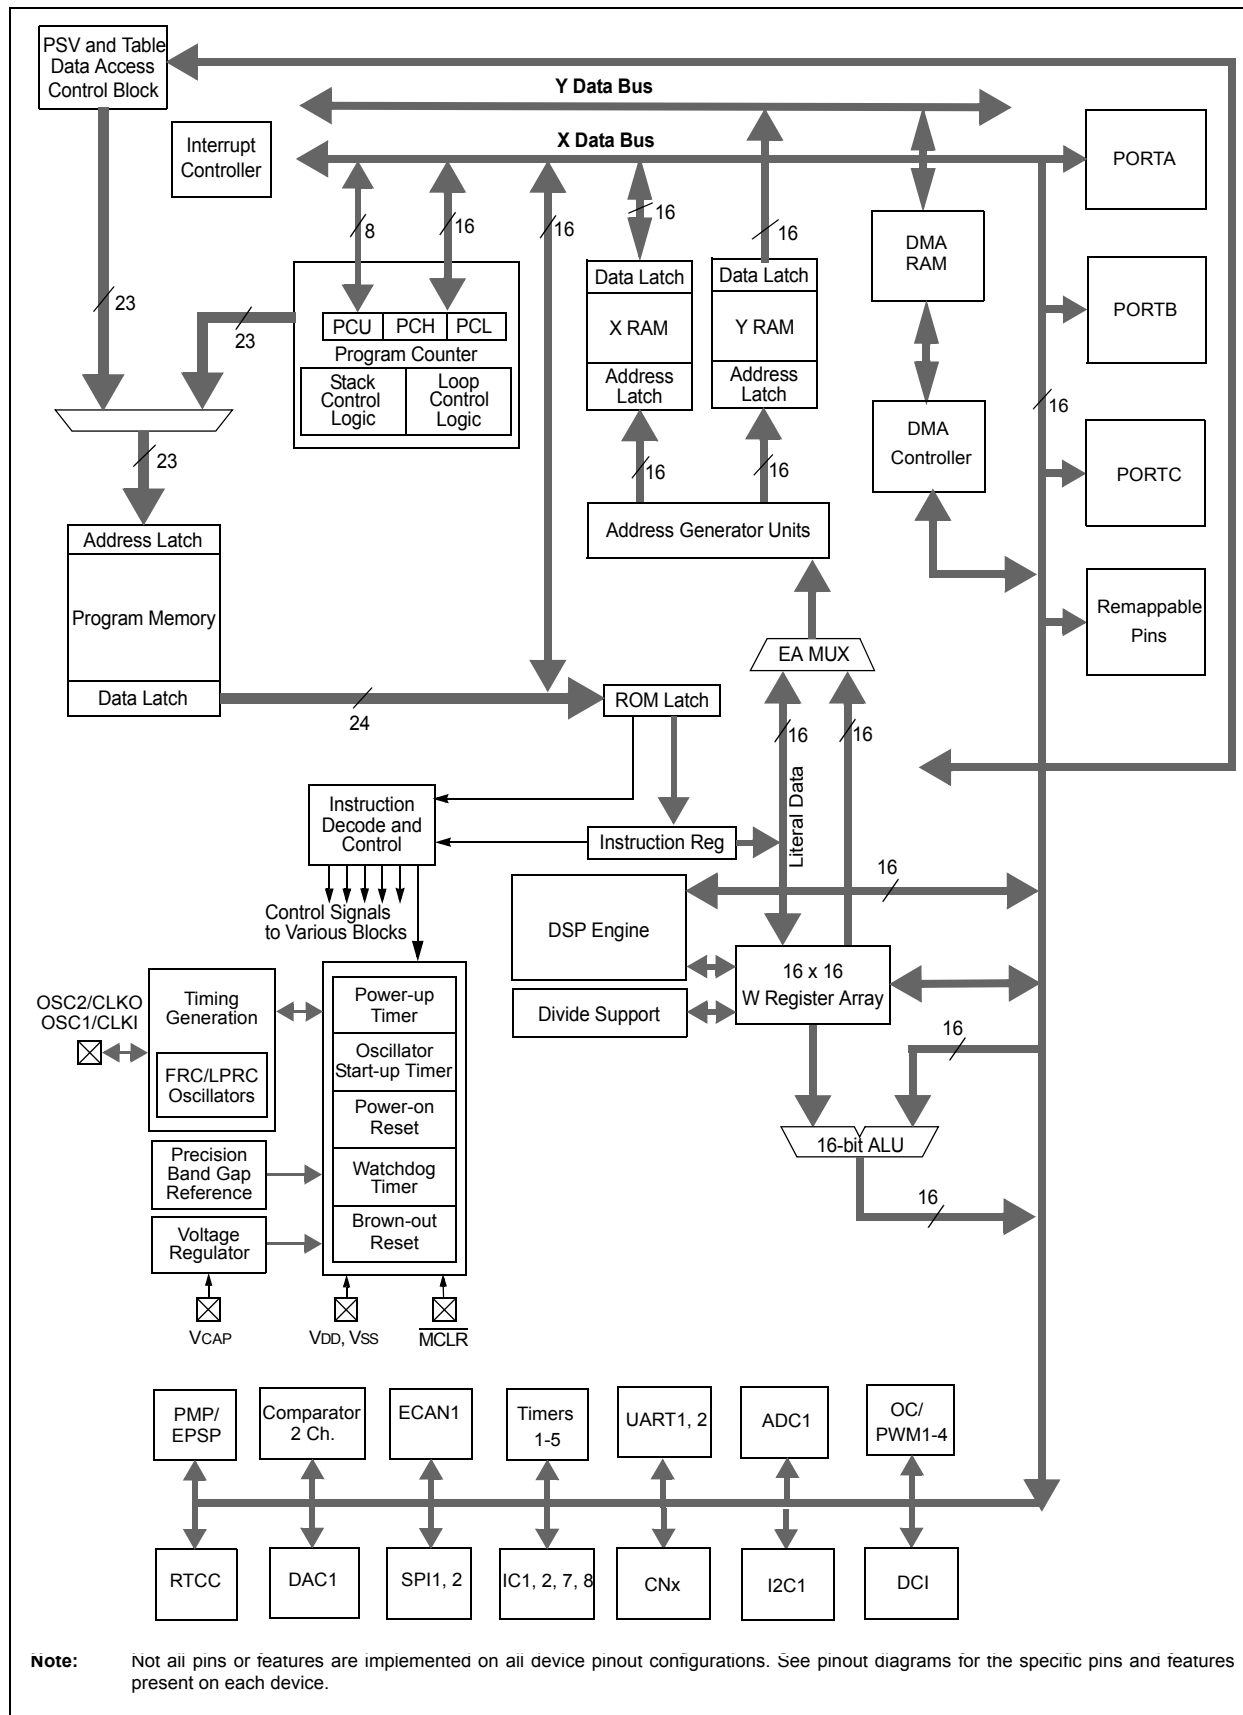 PSV and Table
Data Access
Control Block
Y Data Bus
Interrupt
Controller
X Data Bus
PORTA
8
16
16
16
16
DMA
RAM
23
23
Data Latch
X RAM
Address
Latch
Data Latch
Y RAM
Address
Latch
PORTB
PCU
PCH
PCL
Program Counter
Stack
Control
Logic
Loop
Control
Logic
16
23
16
16
DMA
Controller
PORTC
Address Latch
Program Memory
Data Latch
Address Generator Units
Remappable
Pins
EA MUX
24
ROM Latch
16
16
Literal Data
Instruction
Decode and
Control
Instruction Reg
Control Signals
to Various Blocks
DSP Engine
16
16 x 16
W Register Array
Divide Support
OSC2/CLKO
OSC1/CLKI
Timing
Generation
FRC/LPRC
Oscillators
Power-up
Timer
Oscillator
Start-up Timer
Power-on
Reset
Watchdog
Timer
Brown-out
Reset
16
16-bit ALU
16
Precision
Band Gap
Reference
Voltage
Regulator
VCAP
VDD, VSS
MCLR
PMP/
EPSP
Comparator
2 Ch.
ECAN1
Timers
1-5
UART1, 2
ADC1
OC/
PWM1-4
RTCC
DAC1
SPI1, 2
IC1, 2, 7, 8
CNx
I2C1
DCI
Note: Not all pins or features are implemented on all device pinout configurations. See pinout diagrams for the specific pins and features
present on each device.